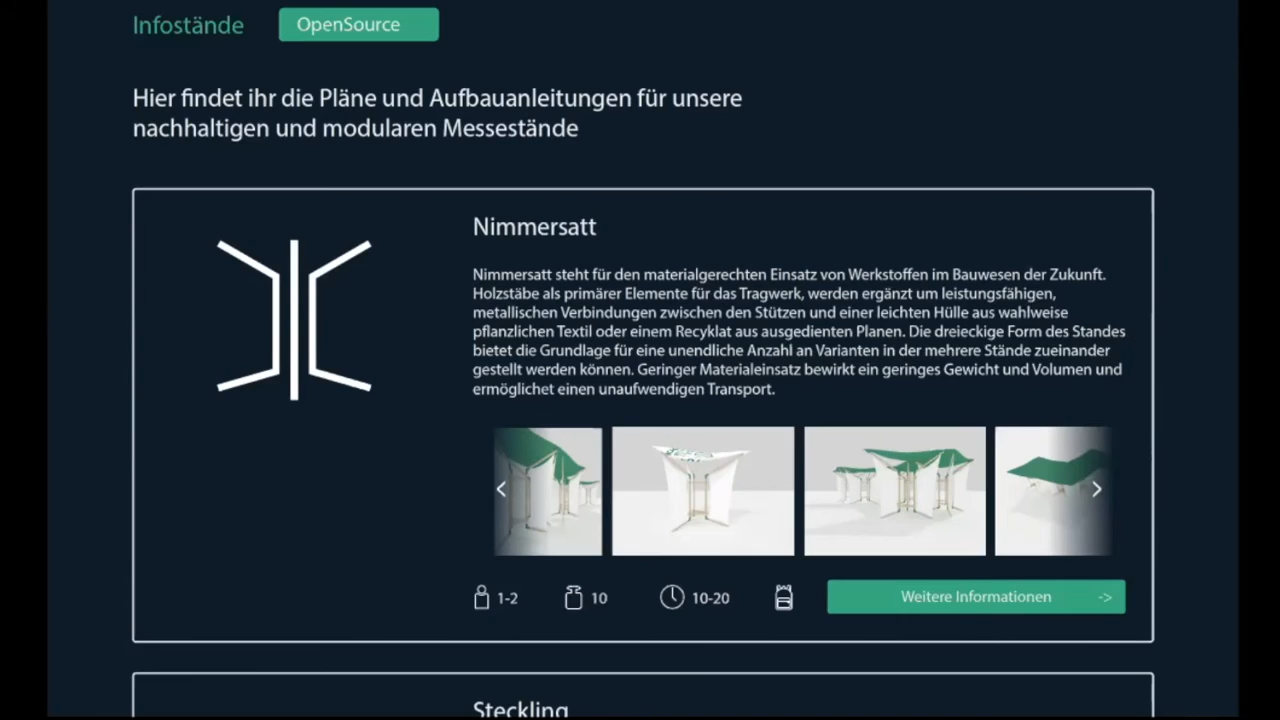 Infostände
OpenSource
Hier findet ihr die Pläne und Aufbauanleitungen für unsere
nachhaltigen und modularen Messestände
Nimmersatt
Nimmersatt steht für den materialgerechten Einsatz von Werkstoffen im Bauwesen der Zukunft.
Holzstäbe als primärer Elemente für das Tragwerk, werden ergänzt um leistungsfähigen,
metallischen Verbindungen zwischen den Stützen und einer leichten Hülle aus wahlweise
pflanzlichen Textil oder einem Recyklat aus ausgedienten Planen. Die dreieckige Form des Standes
bietet die Grundlage für eine unendliche Anzahl an Varianten in der mehrere Stände zueinander
gestellt werden können. Geringer Materialeinsatz bewirkt ein geringes Gewicht und Volumen und
ermöglichet einen unaufwendigen Transport.
1-2
10
10-20
Weitere Informationen ->
Steckling